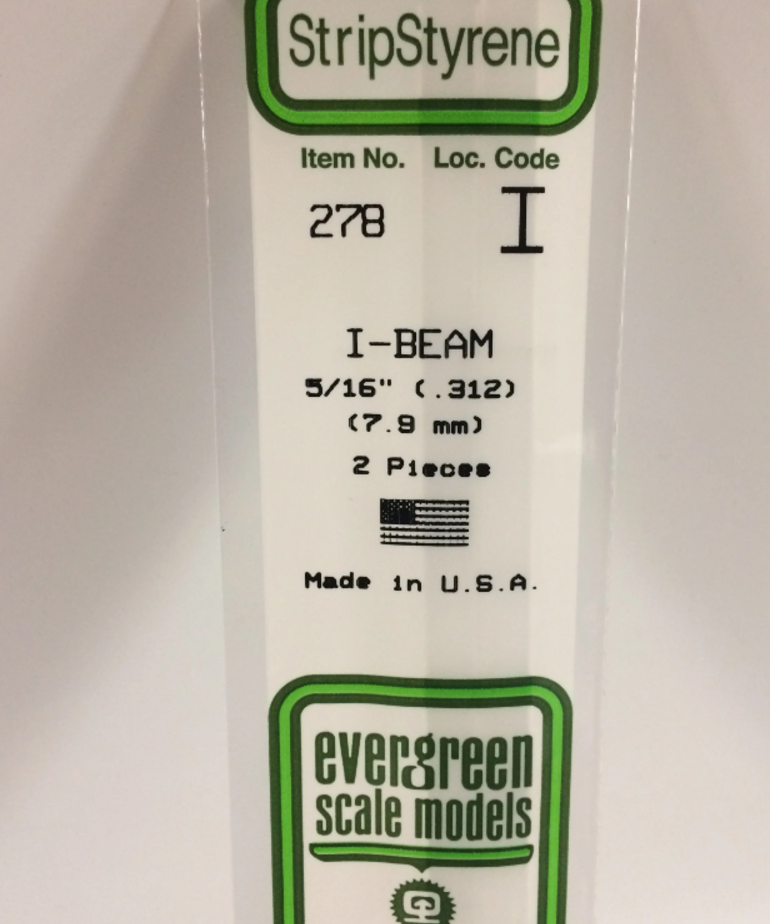 StripStyrene
Item No. Loc. Code
278 I
I-BEAM
5/16" (.312)
(7.9 mm)
2 Pieces
Made in U.S.A.
evergreen
scale models